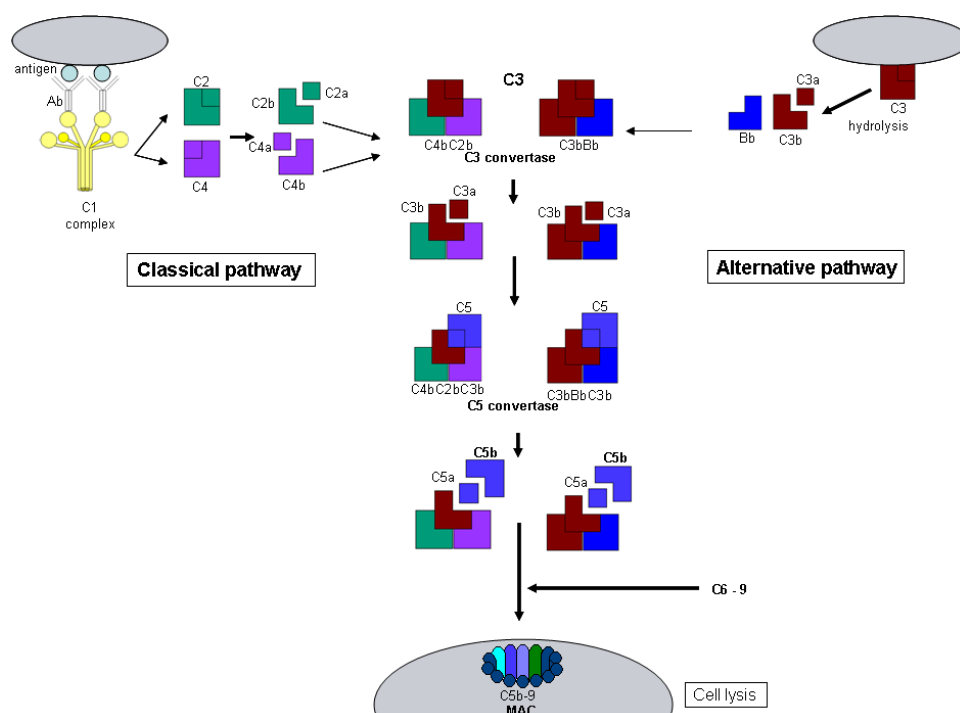 antigen
Ab
C1
complex
C2
C4
C2a
C2b
C4a
C4b
C3
C4bC2b
C3bBb
C3 convertase
C3a
C3b
Bb
C3
hydrolysis
C3b
C3a
C3b
C3a
Classical pathway
Alternative pathway
C5
C5
C4bC2bC3b
C3bBbC3b
C5 convertase
C5b
C5a
C5b
C5a
C6 - 9
C5b-9
MAC
Cell lysis